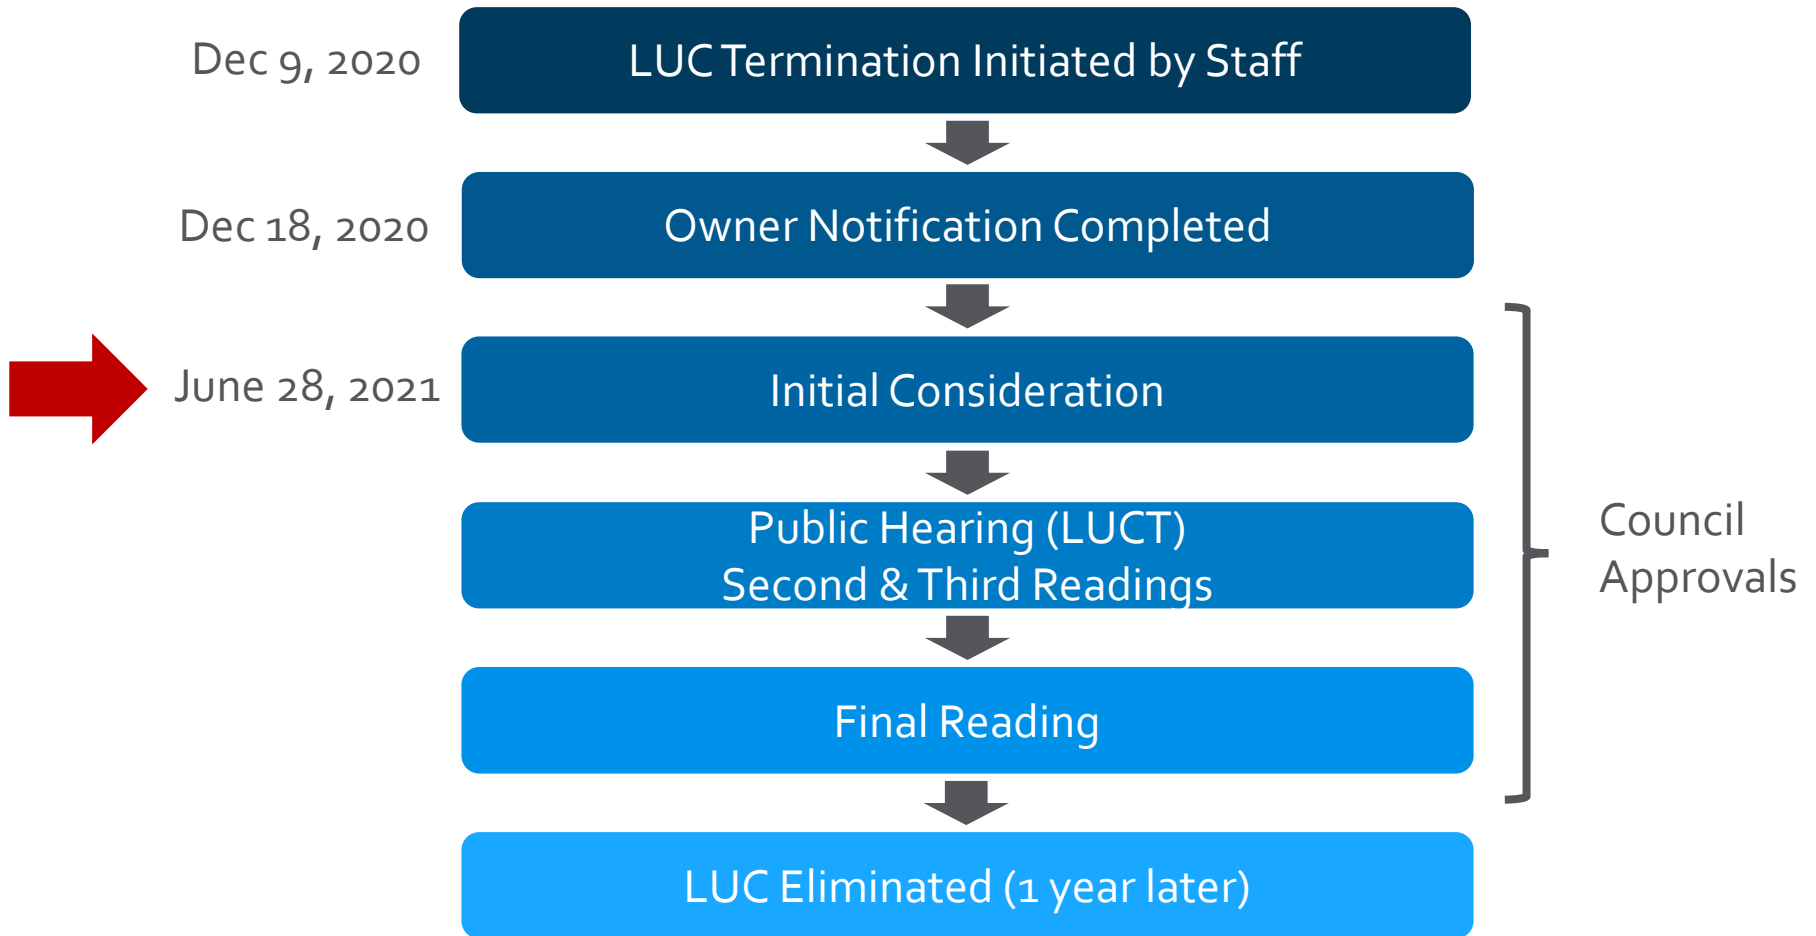 Dec 9, 2020
LUC Termination Initiated by Staff
Dec 18, 2020
Owner Notification Completed
June 28, 2021
Initial Consideration
Public Hearing (LUCT)
Second & Third Readings
Council
Approvals
Final Reading
LUC Eliminated (1 year later)